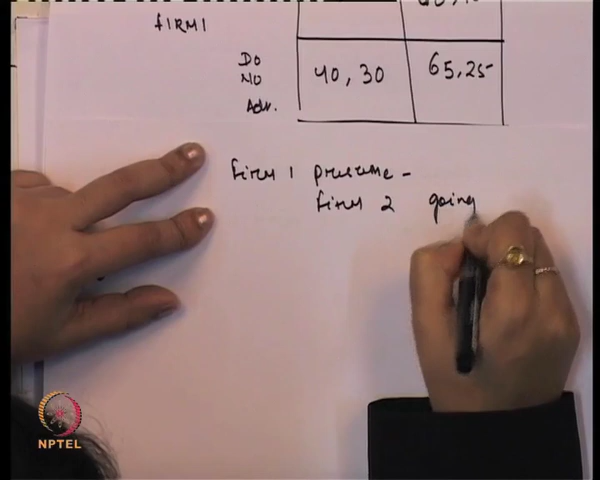 FIRM 1
Do
No
Adv.
40, 30
65, 25
Firm 1 presume -
Firm 2 going
NPTEL